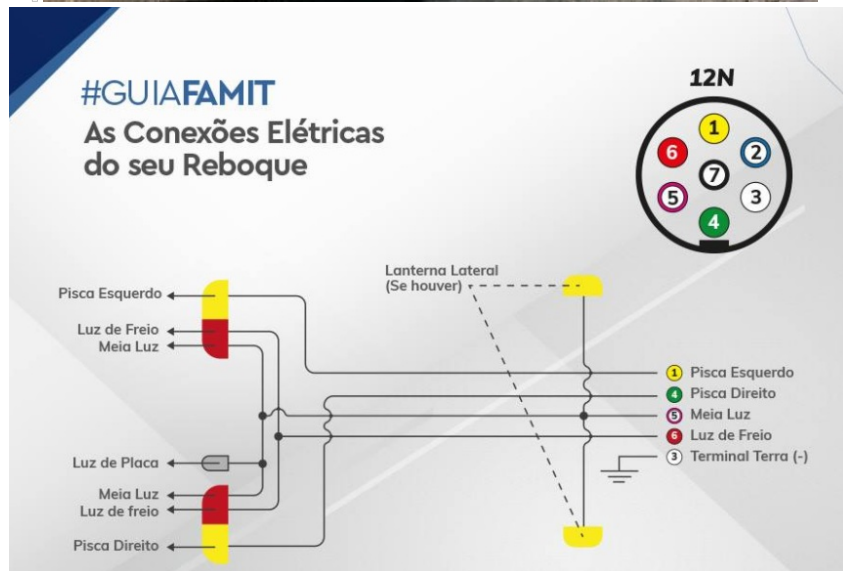 #GUIAFAMIT
As Conexões Elétricas
do seu Reboque
12N
1
6
2
7
5
3
4
Lanterna Lateral
(Se houver)
Pisca Esquerdo
Luz de Freio
Meia Luz
Luz de Placa
Meia Luz
Luz de freio
Pisca Direito
1 Pisca Esquerdo
4 Pisca Direito
5 Meia Luz
6 Luz de Freio
3 Terminal Terra (-)